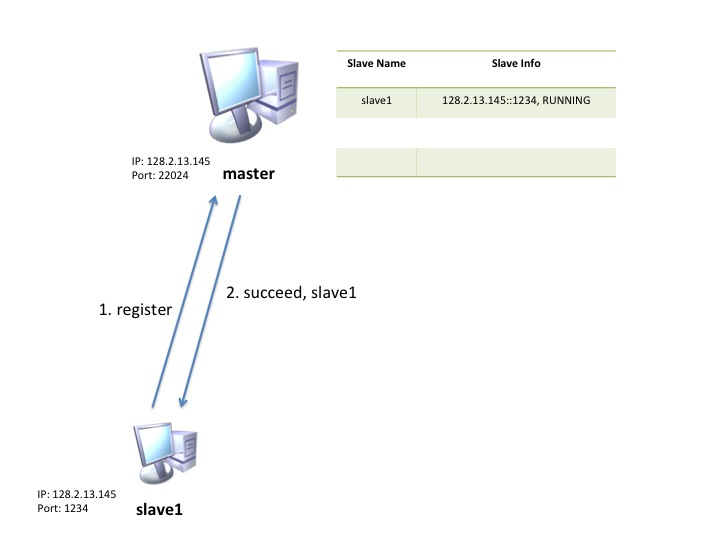 Slave Name Slave Info
slave1 128.2.13.145::1234, RUNNING
IP: 128.2.13.145
Port: 22024
master
1. register
2. succeed, slave1
IP: 128.2.13.145
Port: 1234
slave1